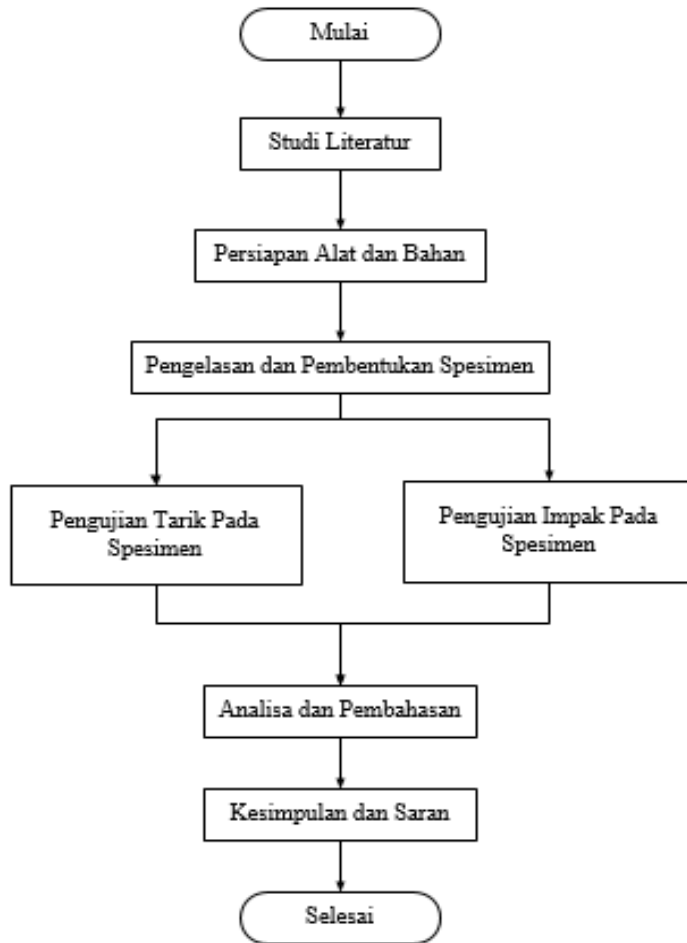 Mulai
Studi Literatur
Persiapan Alat dan Bahan
Pengelasan dan Pembentukan Spesimen
Pengujian Tarik Pada
Spesimen
Pengujian Impak Pada
Spesimen
Analisa dan Pembahasan
Kesimpulan dan Saran
Selesai